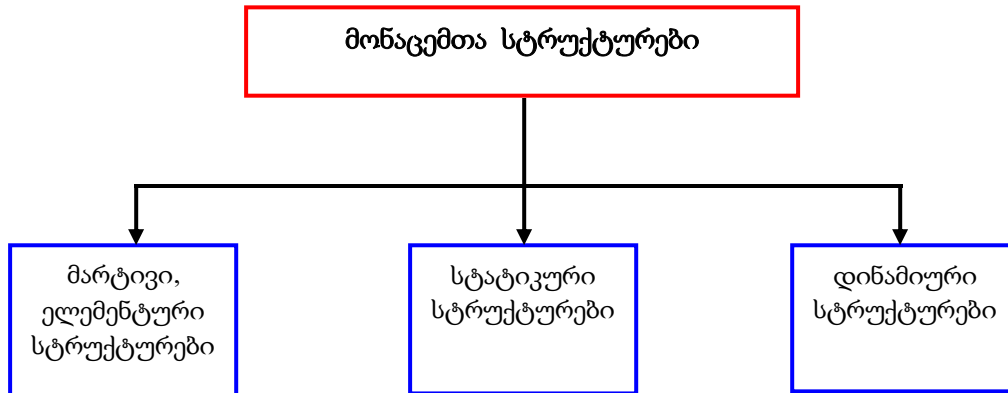 მონაცემთა სტრუქტურები
მარტივი,
ელემენტური
სტრუქტურები
სტატიკური
სტრუქტურები
დინამიური
სტრუქტურები